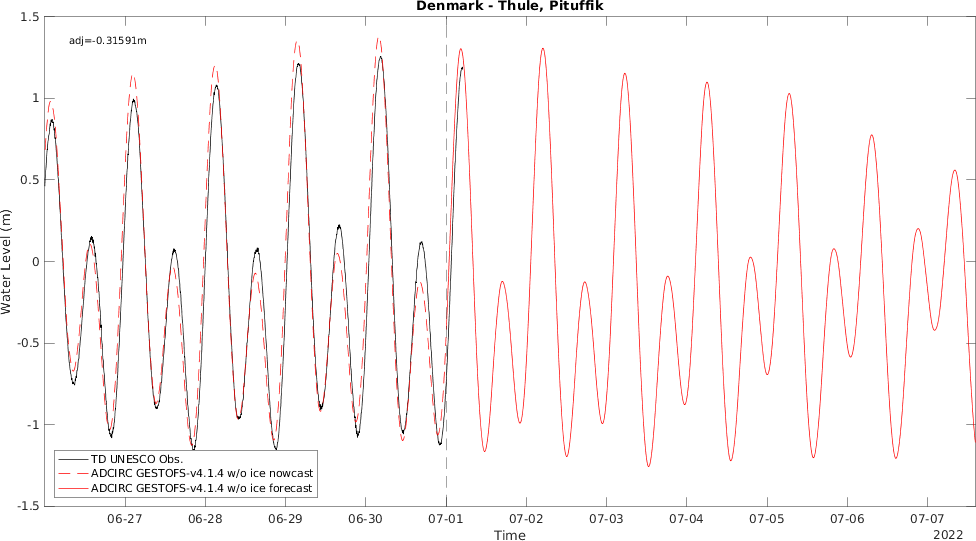 Denmark - Thule, Pituffik
adj=-0.31591m
1.5
1
0.5
0
-0.5
-1
-1.5
Water Level (m)
TD UNESCO Obs.
ADCIRC GESTOFS-v4.1.4 w/o ice nowcast
ADCIRC GESTOFS-v4.1.4 w/o ice forecast
06-27 06-28 06-29 06-30 07-01 07-02 07-03 07-04 07-05 07-06 07-07
Time
2022